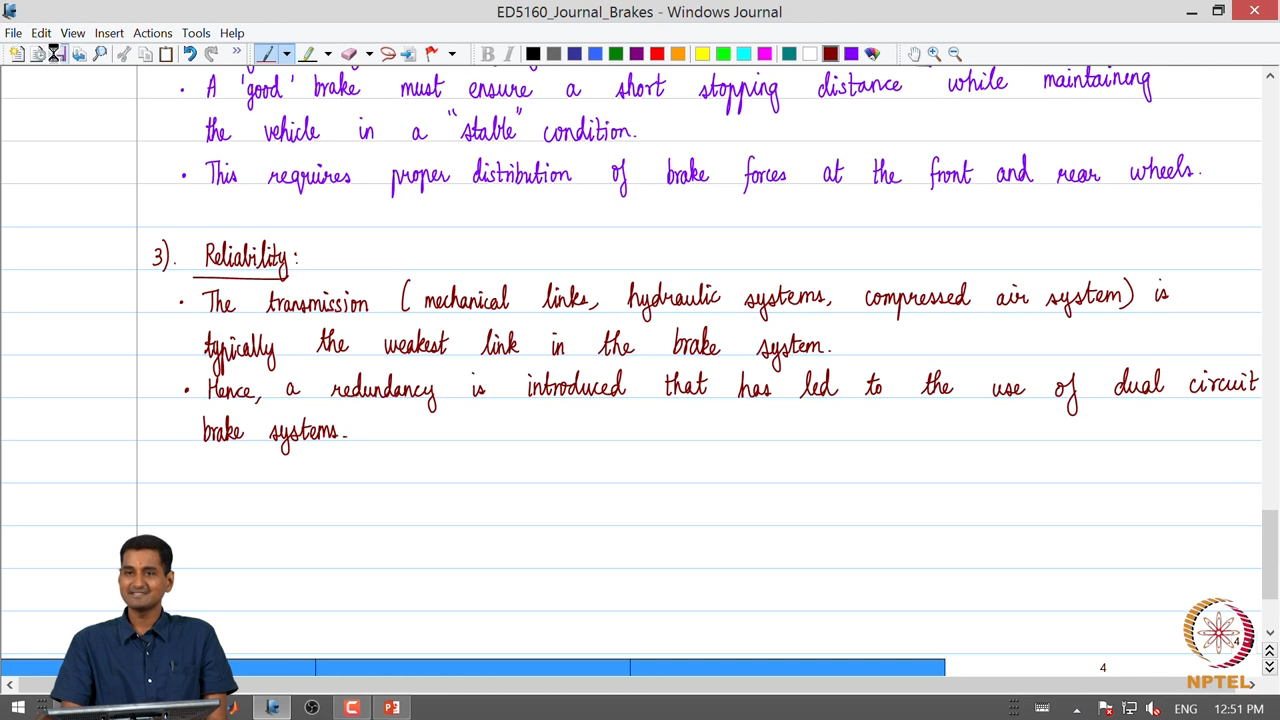 ED5160_Journal_Brakes - Windows Journal
File Edit View Insert Actions Tools Help
• A 'good' brake must ensure a short stopping distance while maintaining
the vehicle in a "stable" condition.
• This requires proper distribution of brake forces at the front and rear wheels.
3). Reliability:
• The transmission (mechanical links, hydraulic systems, compressed air system) is
typically the weakest link in the brake system.
• Hence, a redundancy is introduced that has led to the use of dual circuit
brake systems.
4
4
NPTEL
ENG 12:51 PM